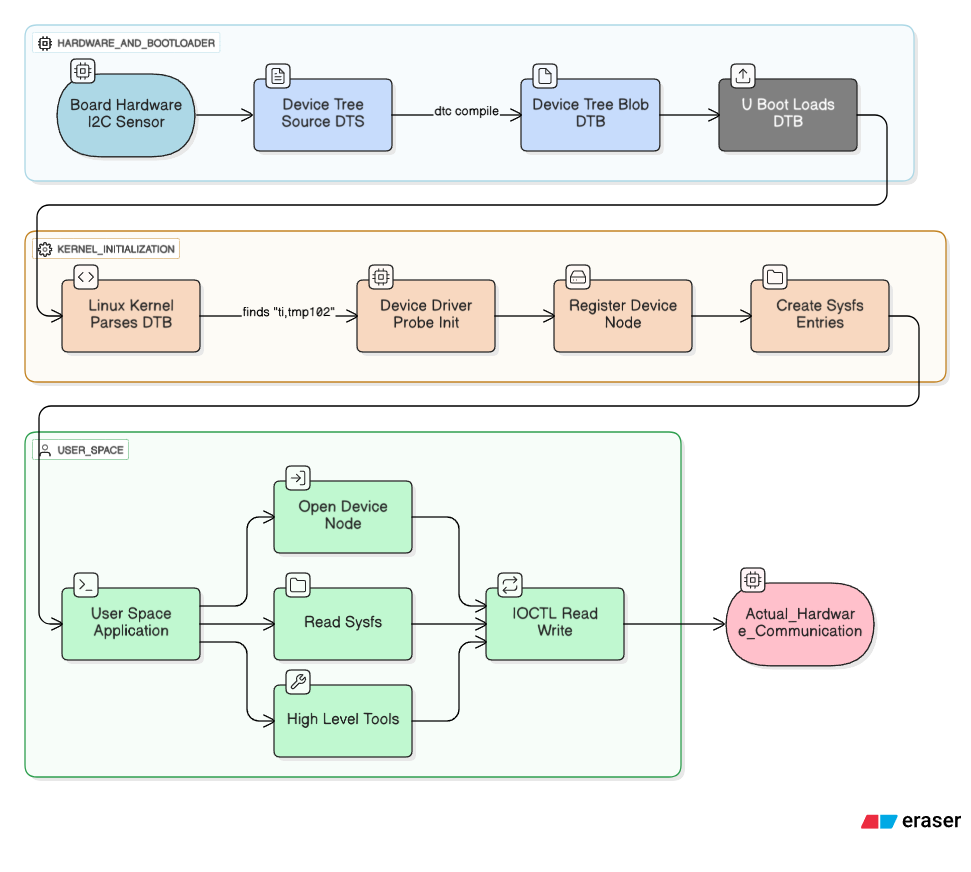 HARDWARE_AND_BOOTLOADER
Board Hardware
I2C Sensor
Device Tree
Source DTS
dtc compile
Device Tree Blob
DTB
U Boot Loads
DTB
KERNEL_INITIALIZATION
Linux Kernel
Parses DTB
finds "ti,tmp102"
Device Driver
Probe Init
Register Device
Node
Create Sysfs
Entries
USER_SPACE
Open Device
Node
User Space
Application
Read Sysfs
IOCTL Read
Write
Actual_Hardwar
e_Communication
High Level Tools
eraser